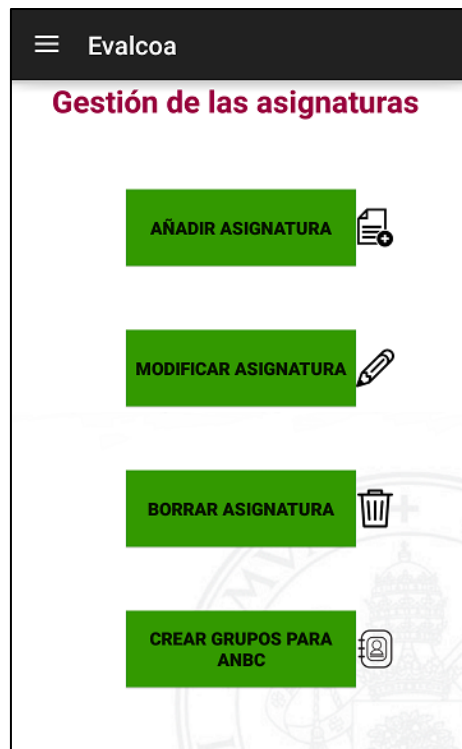 Evalcoa
Gestión de las asignaturas
AÑADIR ASIGNATURA
MODIFICAR ASIGNATURA
BORRAR ASIGNATURA
CREAR GRUPOS PARA
ANBC